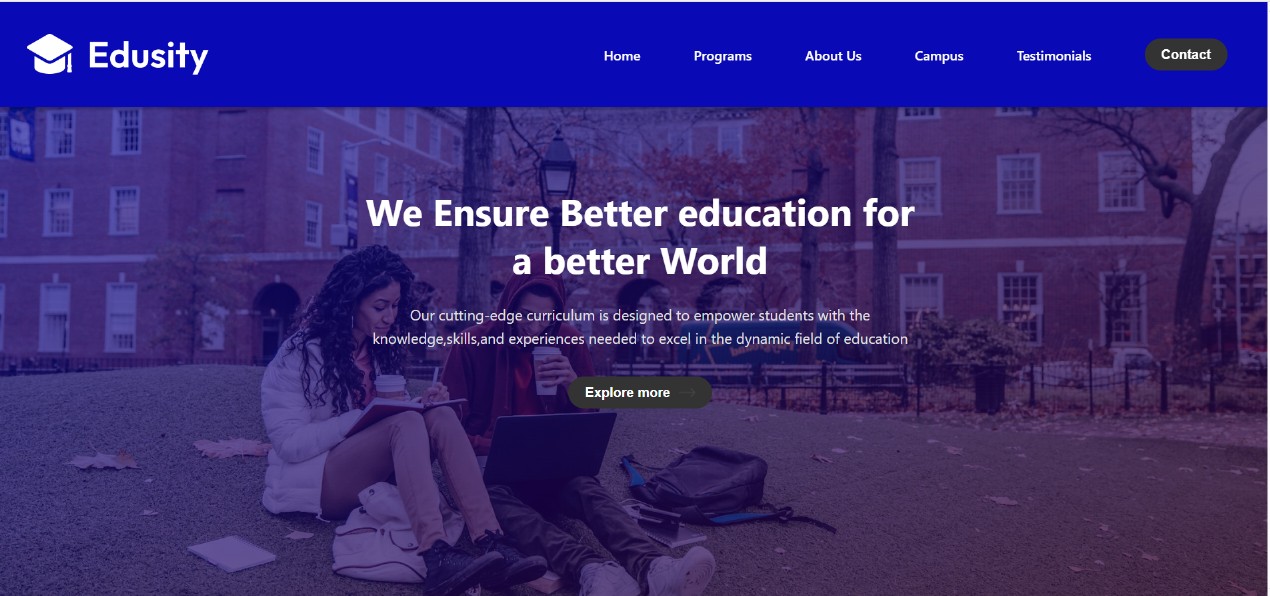 Edusity
Home Programs About Us Campus Testimonials Contact
We Ensure Better education for
a better World
Our cutting-edge curriculum is designed to empower students with the
knowledge,skills,and experiences needed to excel in the dynamic field of education
Explore more →